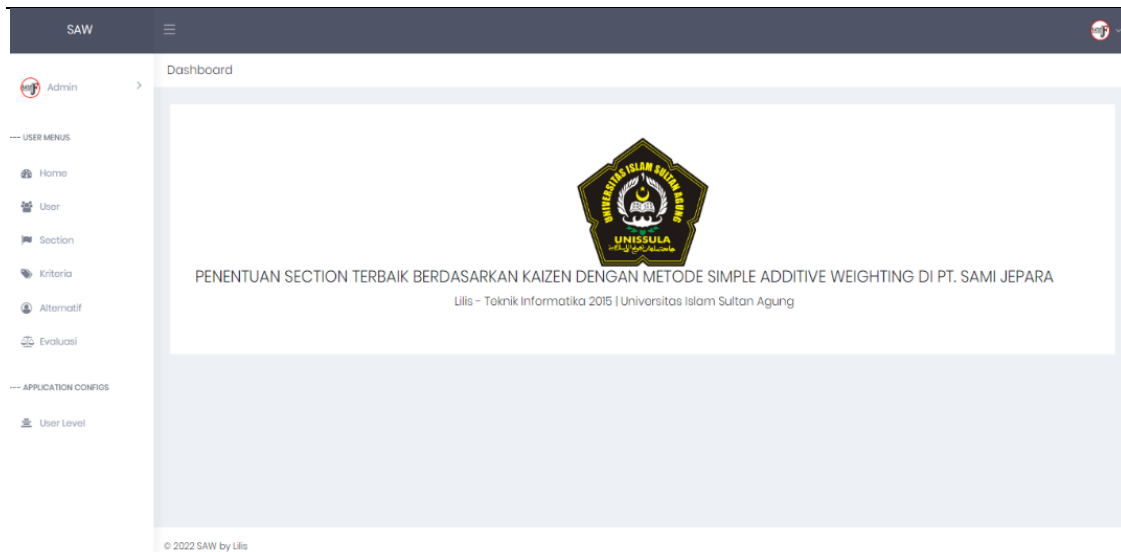 SAW
Admin
Dashboard
--- USER MENUS
Home
User
Section
Kriteria
Alternatif
Evaluasi
--- APPLICATION CONFIGS
User Level
UNIVERSITAS ISLAM SULTAN AGUNG
UNISSULA
PENENTUAN SECTION TERBAIK BERDASARKAN KAIZEN DENGAN METODE SIMPLE ADDITIVE WEIGHTING DI PT. SAMI JEPARA
Lilis - Teknik Informatika 2015 | Universitas Islam Sultan Agung
© 2022 SAW by Lilis